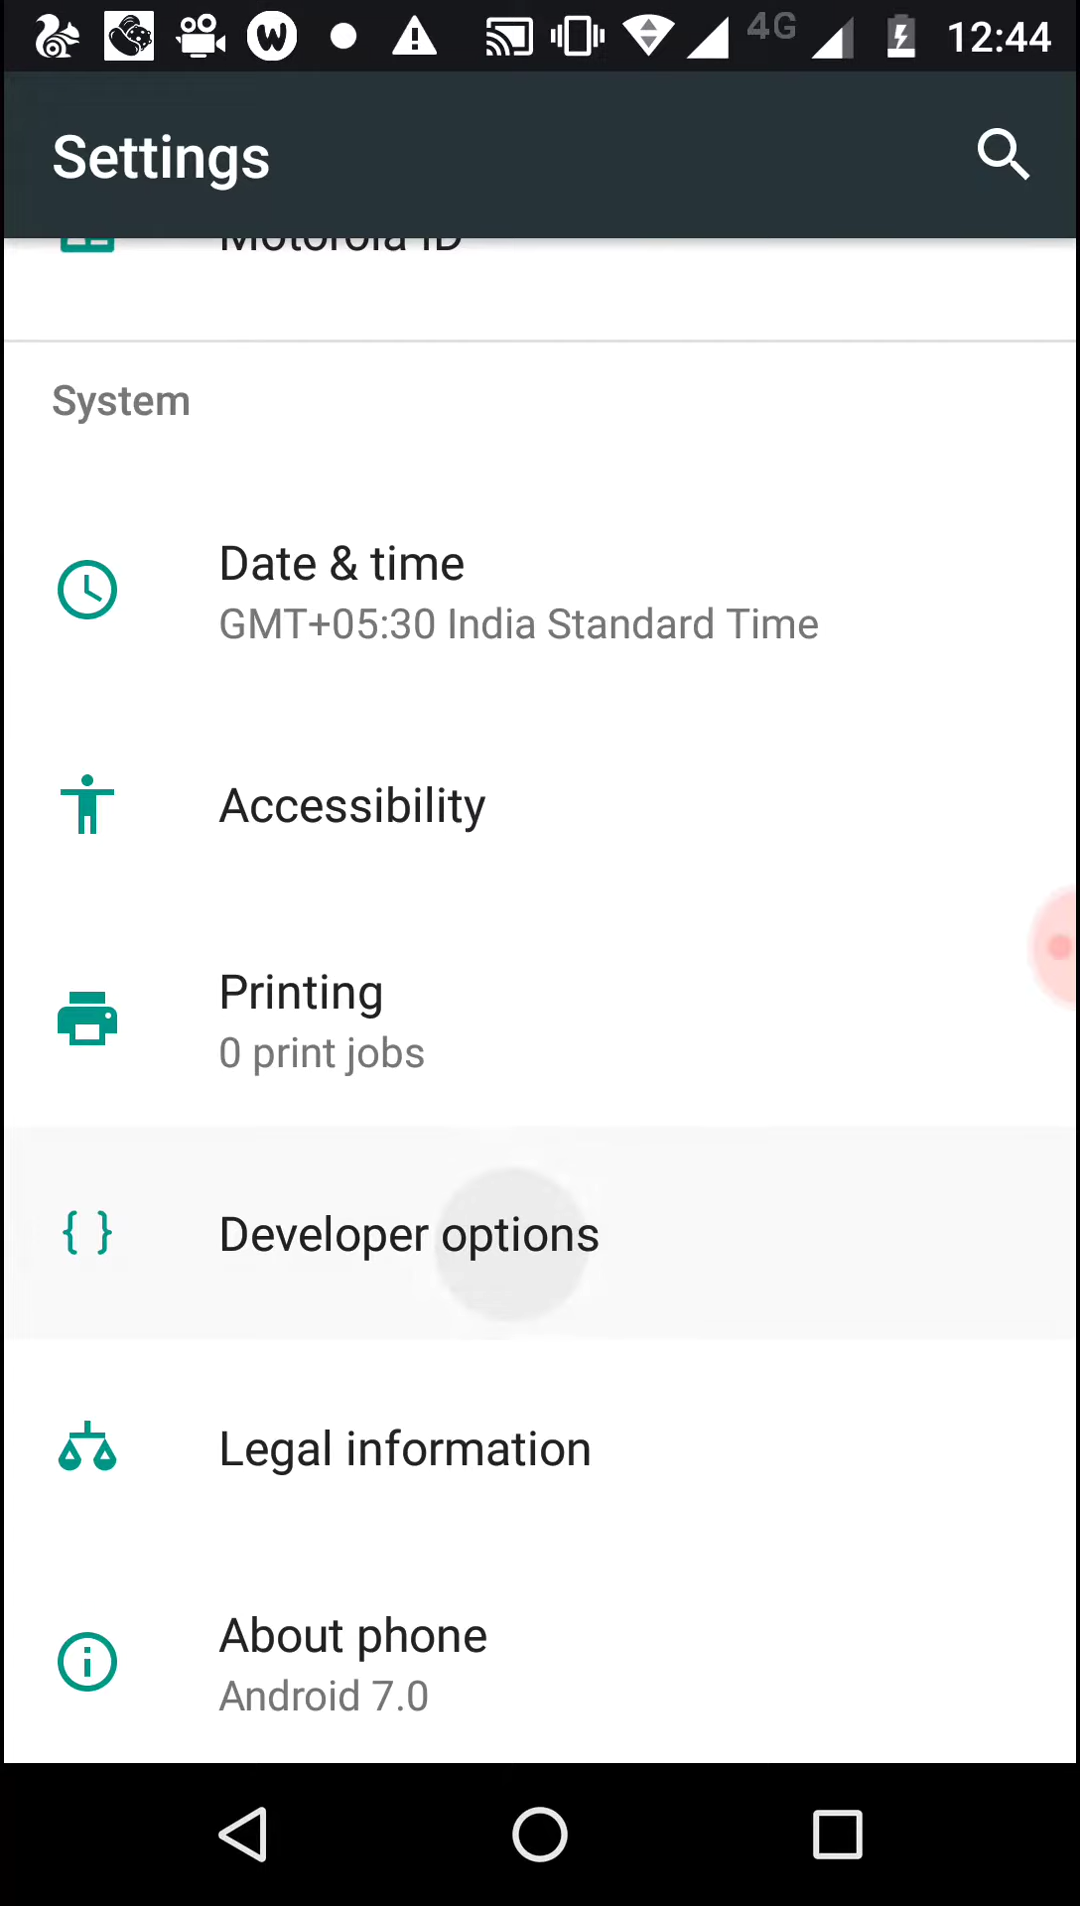 4G 12:44
Settings
Motorola ID
System
Date & time
GMT+05:30 India Standard Time
Accessibility
Printing
0 print jobs
Developer options
Legal information
About phone
Android 7.0